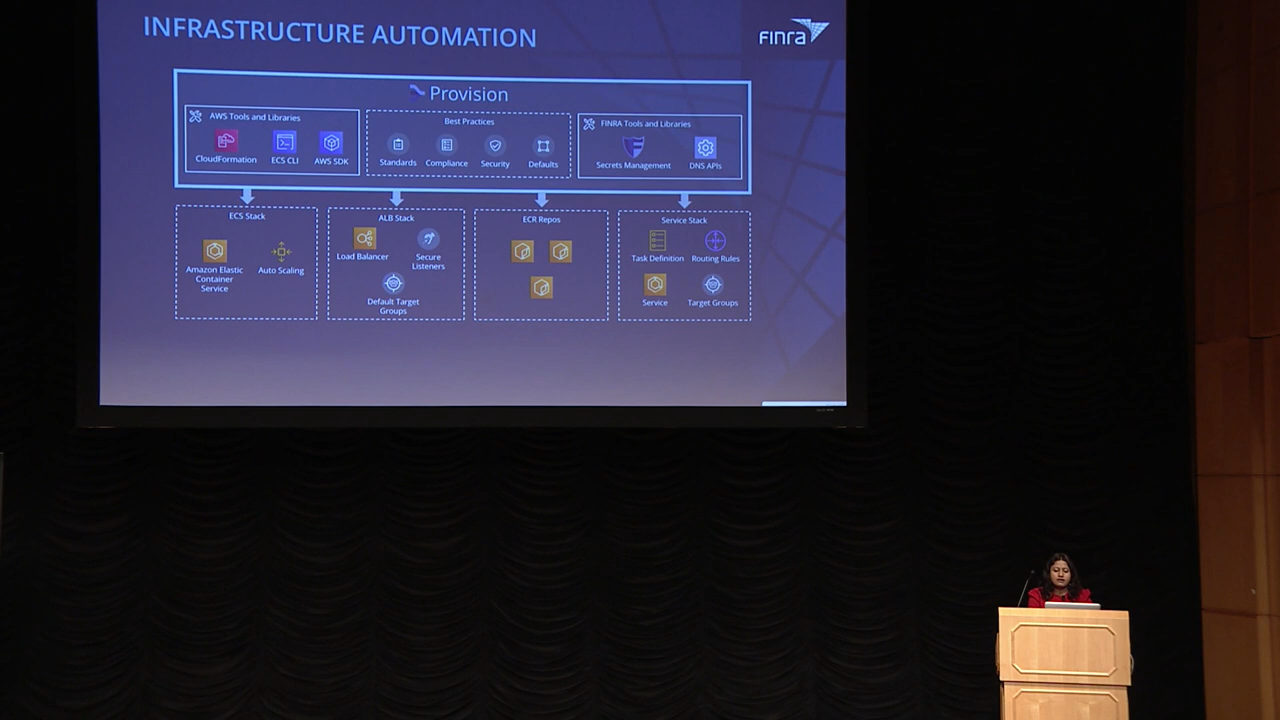 INFRASTRUCTURE AUTOMATION
finra
Provision
AWS Tools and Libraries
CloudFormation
ECS CLI
AWS SDK
Best Practices
Standards
Compliance
Security
Defaults
FINRA Tools and Libraries
Secrets Management
DNS APIs
ECS Stack
Amazon Elastic
Container
Service
Auto Scaling
ALB Stack
Load Balancer
Secure
Listeners
Default Target
Groups
ECR Repos
Service Stack
Task Definition
Routing Rules
Service
Target Groups